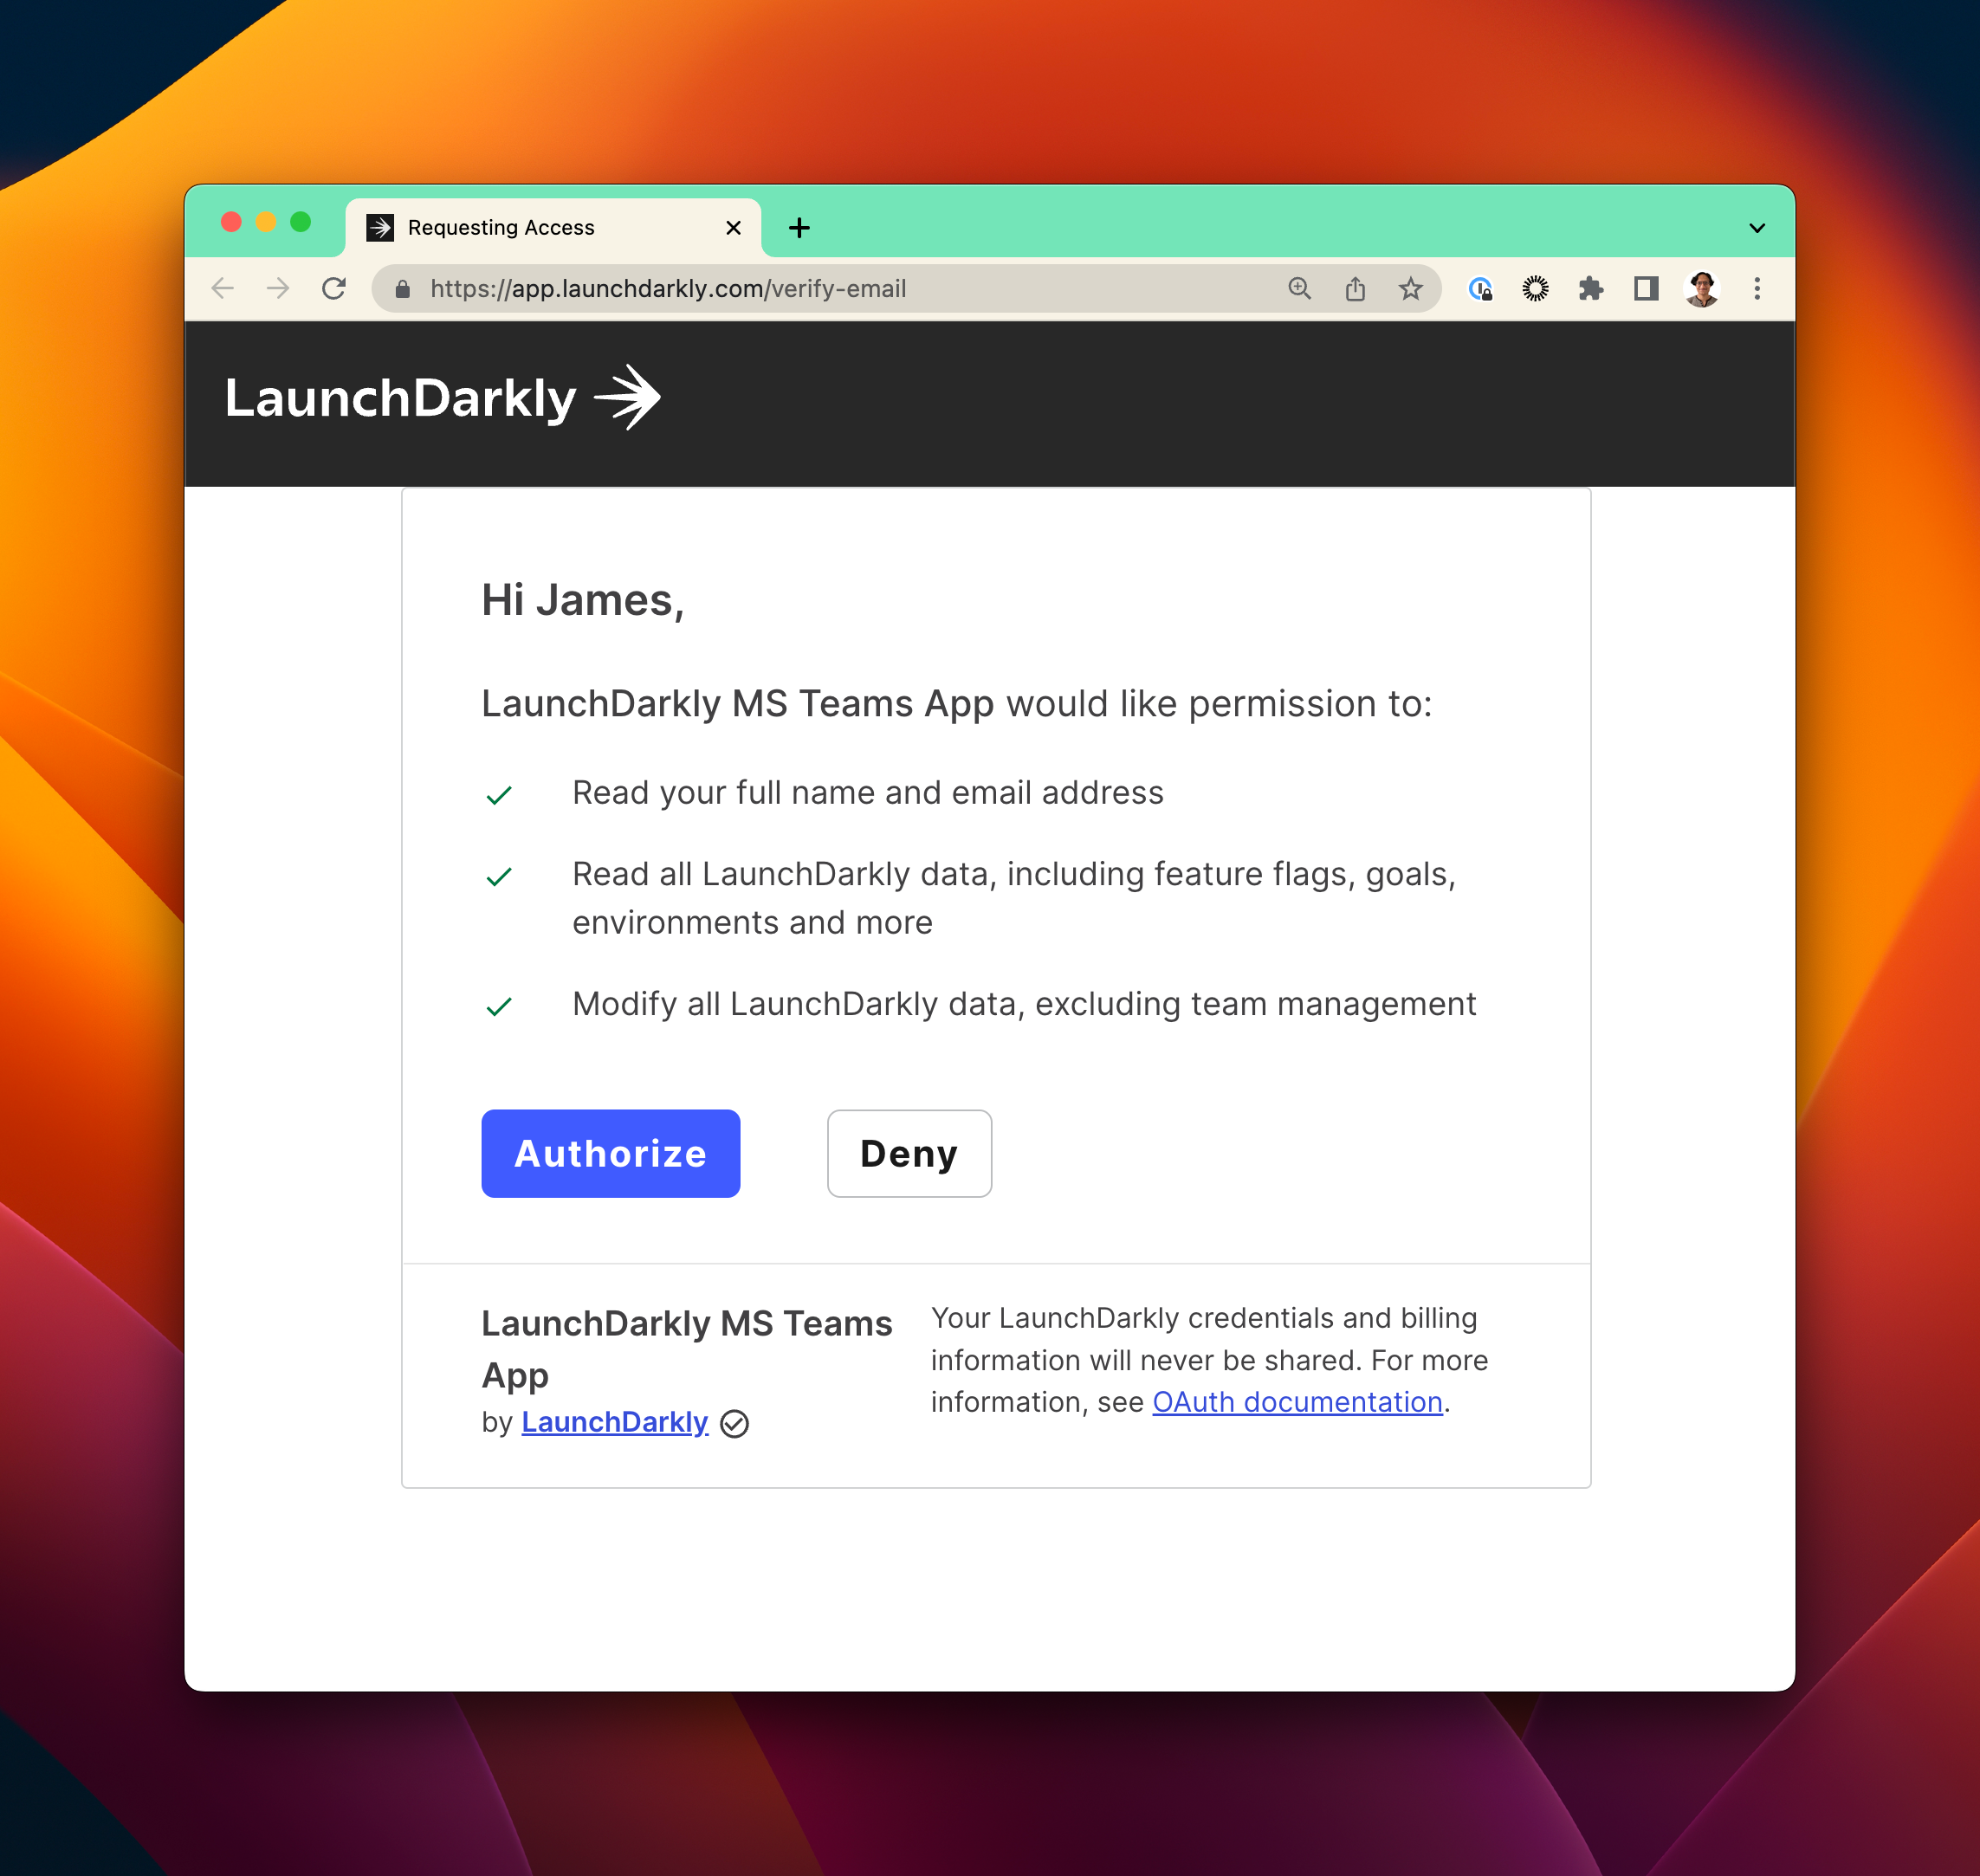 Requesting Access
https://app.launchdarkly.com/verify-email
LaunchDarkly
Hi James,
LaunchDarkly MS Teams App would like permission to:
Read your full name and email address
Read all LaunchDarkly data, including feature flags, goals,
environments and more
Modify all LaunchDarkly data, excluding team management
Authorize
Deny
LaunchDarkly MS Teams
App
by LaunchDarkly
Your LaunchDarkly credentials and billing
information will never be shared. For more
information, see OAuth documentation.